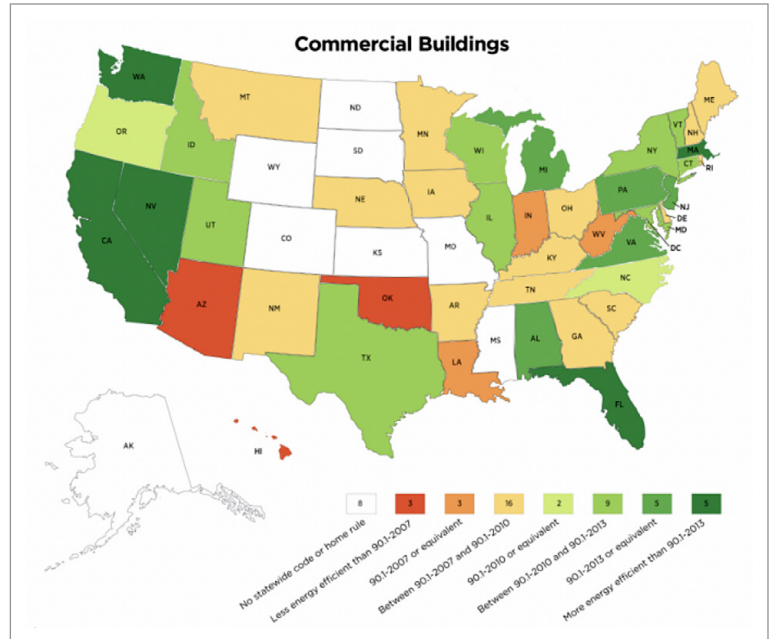 Commercial Buildings
WA
MT
ND
MN
ME
OR
ID
SD
WI
MI
NY
VT
NH
MA
CT
RI
WY
IA
NE
PA
NJ
DE
MD
DC
NV
UT
CO
IL
IN
OH
WV
VA
CA
KS
MO
KY
NC
AZ
NM
OK
AR
TN
SC
TX
LA
MS
AL
GA
FL
AK
HI
8
3
3
16
2
9
5
5
No statewide code or home rule
Less energy efficient than 90.1-2007
90.1-2007 or equivalent
Between 90.1-2007 and 90.1-2010
90.1-2010 or equivalent
Between 90.1-2010 and 90.1-2013
90.1-2013 or equivalent
More energy efficient than 90.1-2013